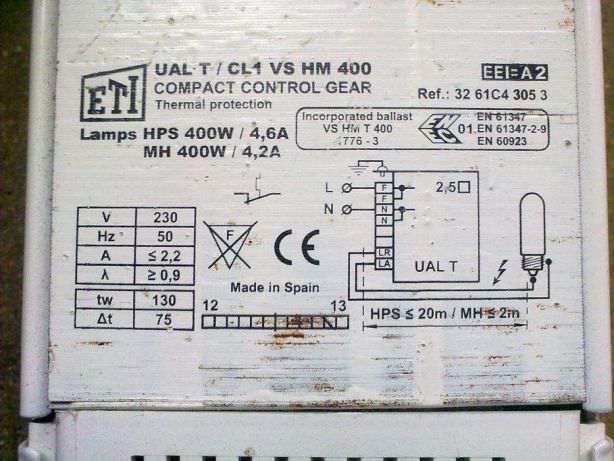 ETI
UAL T / CL1 VS HM 400
COMPACT CONTROL GEAR
Thermal protection
EEI=A2
Ref.: 32 61C4 305 3
Lamps HPS 400W / 4,6A
MH 400W / 4,2A
Incorporated ballast
VS HM T 400
1776 - 3
01.
EN 61347
EN 61347-2-9
EN 60923
L
N
F
F
N
N
LR
LA
2,5
UAL T
V 230
Hz 50
A ≤ 2,2
λ ≥ 0,9
tw 130
Δt 75
F
CE
Made in Spain
12 13
HPS ≤ 20m / MH ≤ 2m